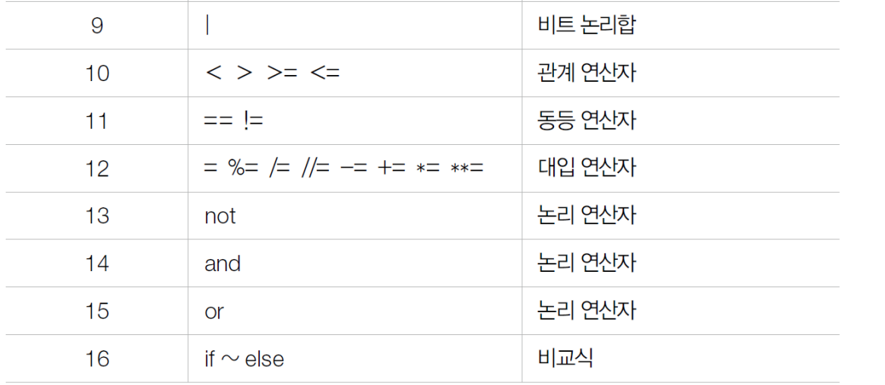 9 | 비트 논리합
10 < > >= <= 관계 연산자
11 == != 동등 연산자
12 = %= /= //= -= += *= **= 대입 연산자
13 not 논리 연산자
14 and 논리 연산자
15 or 논리 연산자
16 if ~ else 비교식